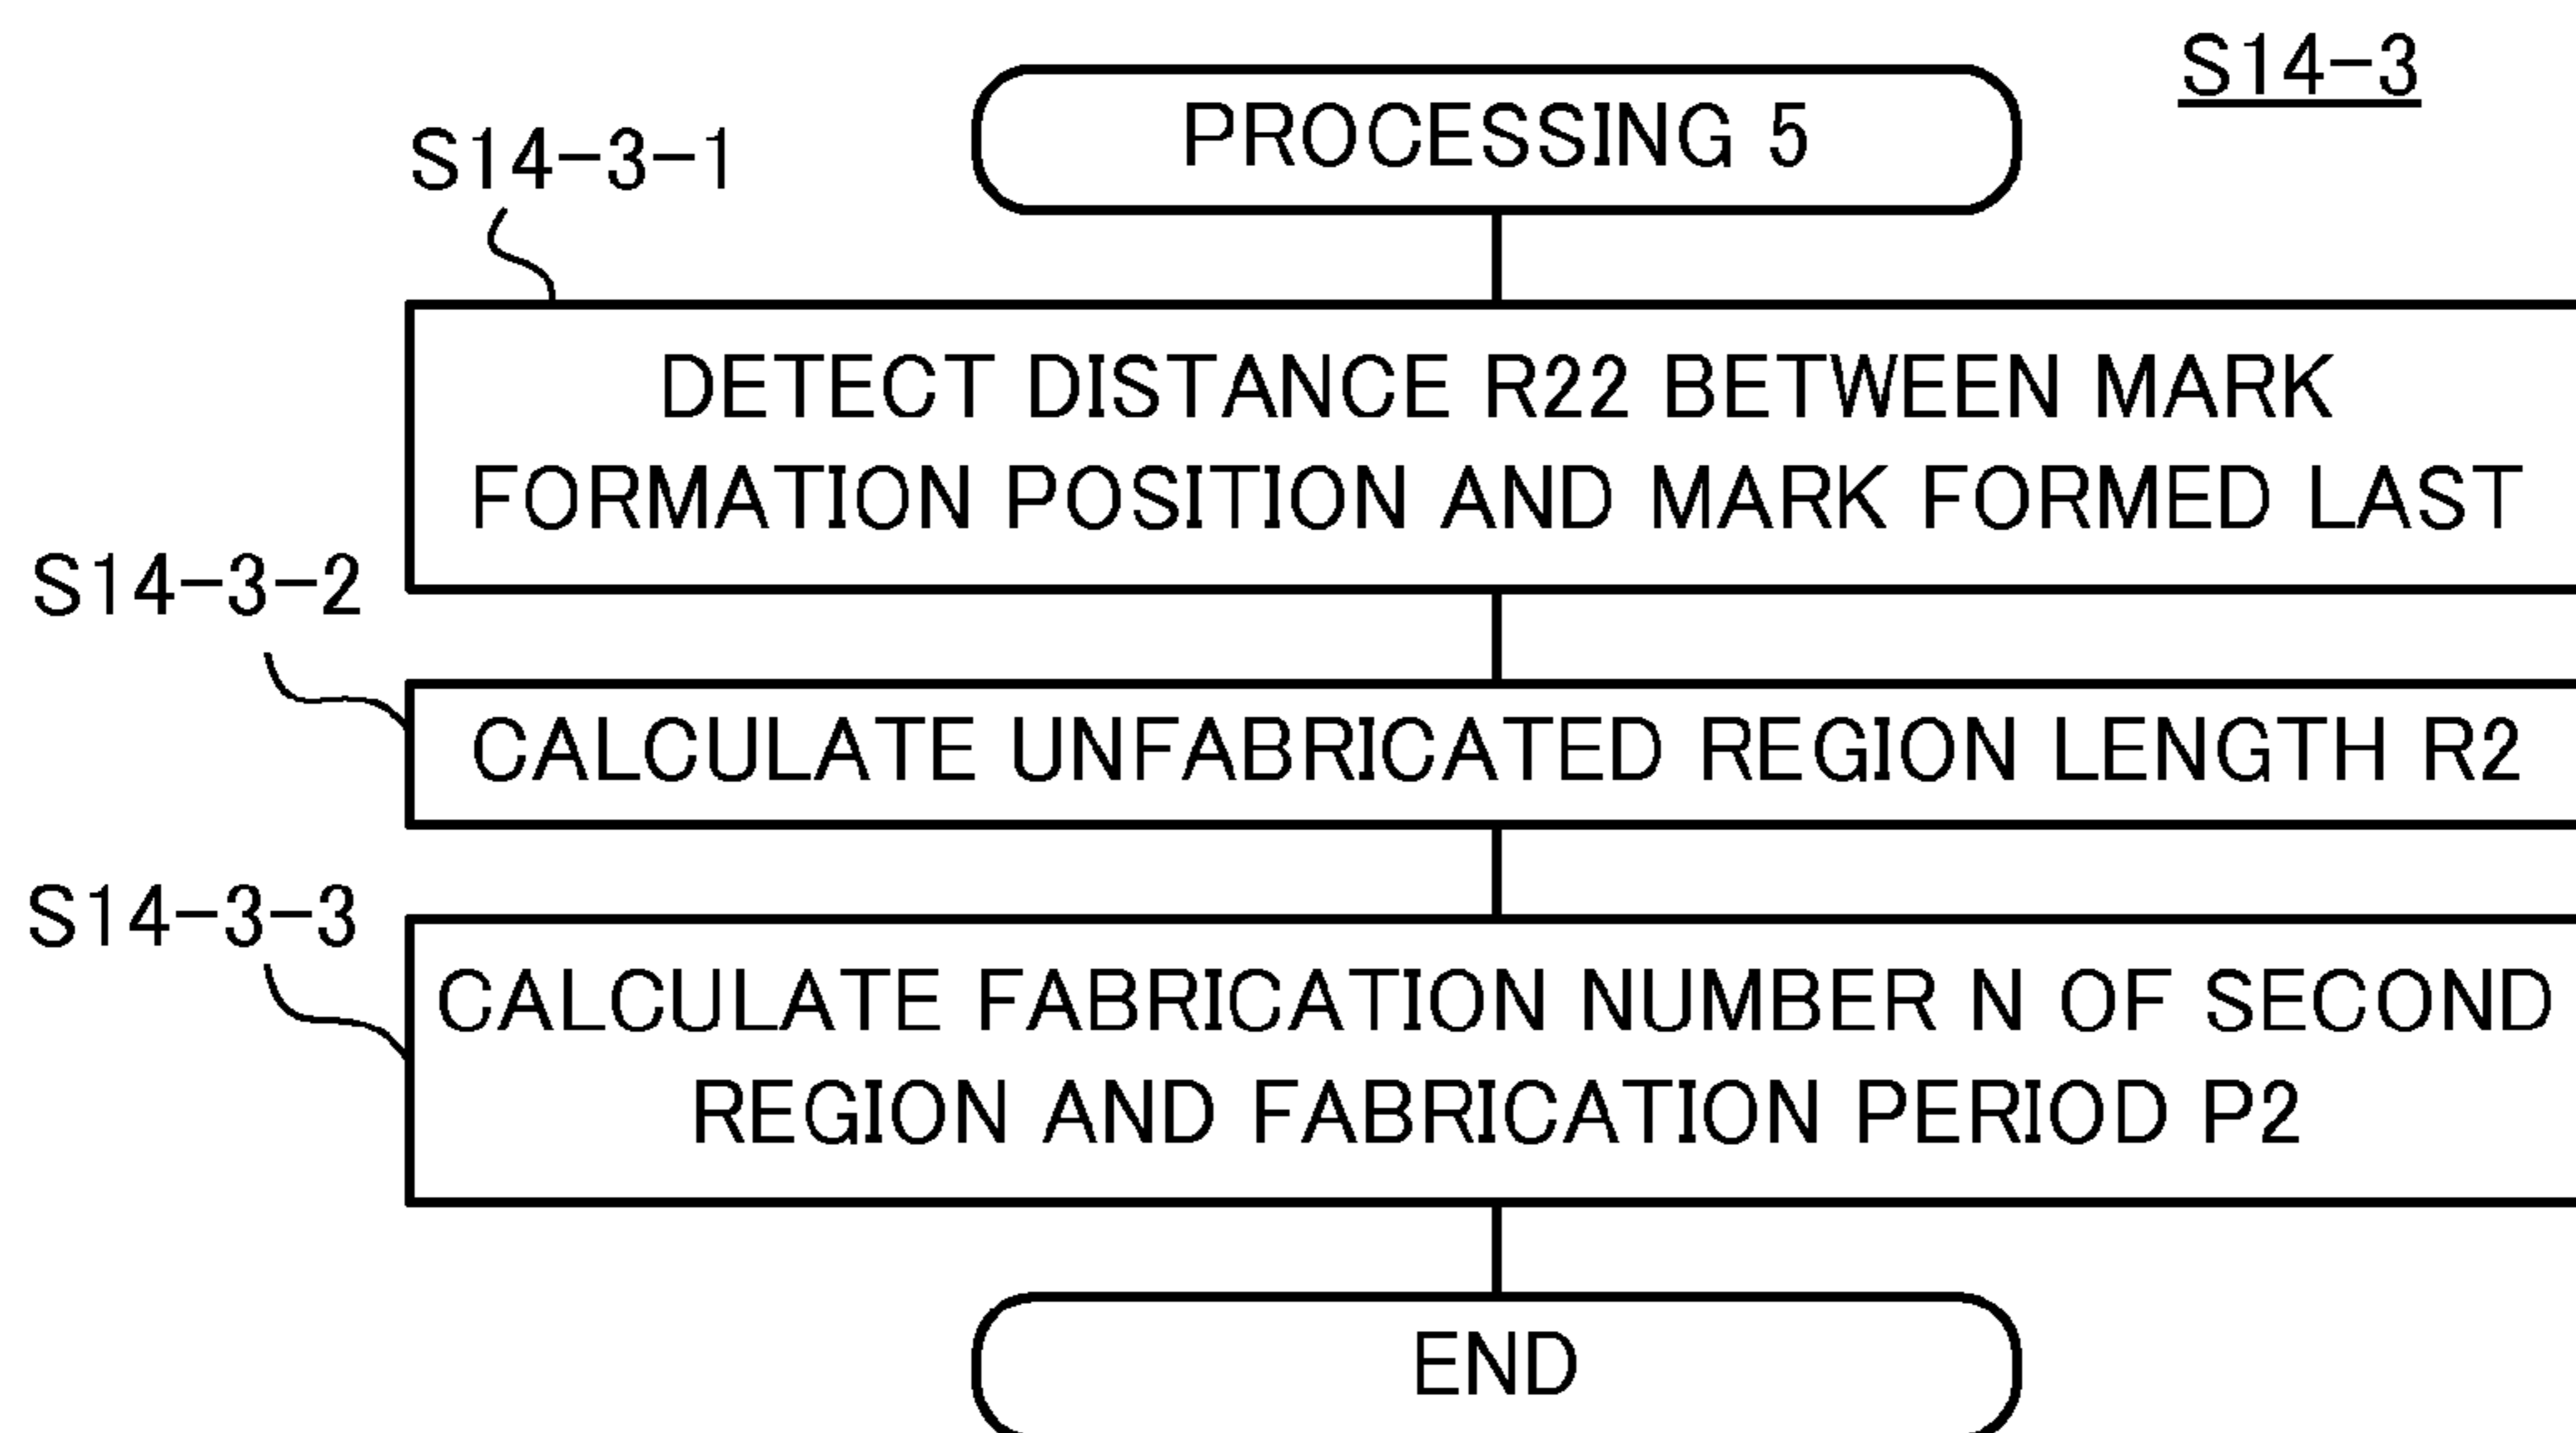 S14-3
PROCESSING 5
S14-3-1
DETECT DISTANCE R22 BETWEEN MARK
FORMATION POSITION AND MARK FORMED LAST
S14-3-2
CALCULATE UNFABRICATED REGION LENGTH R2
S14-3-3
CALCULATE FABRICATION NUMBER N OF SECOND
REGION AND FABRICATION PERIOD P2
END